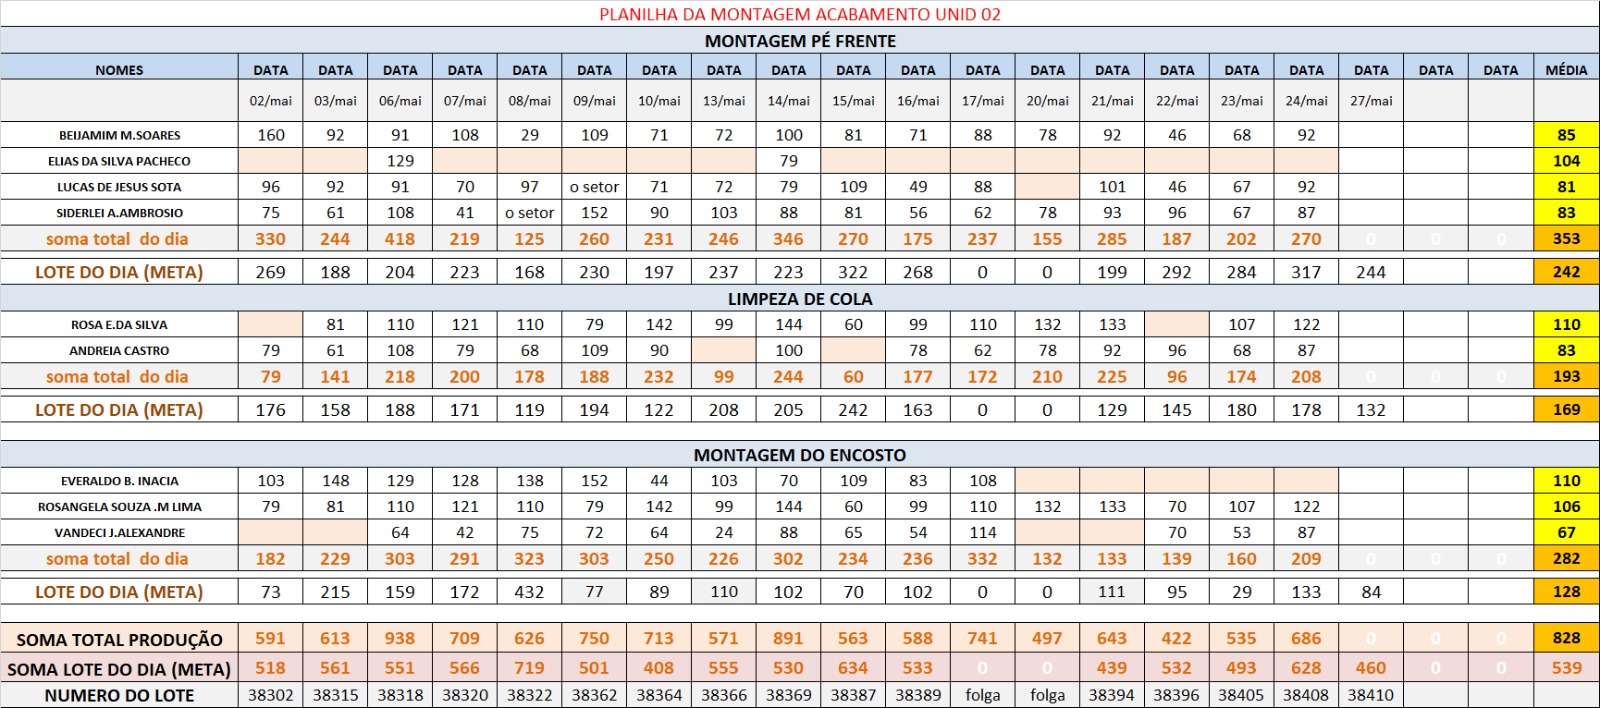 PLANILHA DA MONTAGEM ACABAMENTO UNID 02
MONTAGEM PÉ FRENTE
NOMES DATA DATA DATA DATA DATA DATA DATA DATA DATA DATA DATA DATA DATA DATA DATA DATA DATA DATA DATA DATA MÉDIA
02/mai 03/mai 06/mai 07/mai 08/mai 09/mai 10/mai 13/mai 14/mai 15/mai 16/mai 17/mai 20/mai 21/mai 22/mai 23/mai 24/mai 27/mai
BEIJAMIM M.SOARES 160 92 91 108 29 109 71 72 100 81 71 88 78 92 46 68 92 85
ELIAS DA SILVA PACHECO 129 79 104
LUCAS DE JESUS SOTA 96 92 91 70 97 o setor 71 72 79 109 49 88 101 46 67 92 81
SIDERLEI A.AMBROSIO 75 61 108 41 o setor 152 90 103 88 81 56 62 78 93 96 67 87 83
soma total do dia 330 244 418 219 125 260 231 246 346 270 175 237 155 285 187 202 270 0 0 0 353
LOTE DO DIA (META) 269 188 204 223 168 230 197 237 223 322 268 0 0 199 292 284 317 244 242
LIMPEZA DE COLA
ROSA E.DA SILVA 81 110 121 110 79 142 99 144 60 99 110 132 133 107 122 110
ANDREIA CASTRO 79 61 108 79 68 109 90 100 78 62 78 92 96 68 87 83
soma total do dia 79 141 218 200 178 188 232 99 244 60 177 172 210 225 96 174 208 0 0 0 193
LOTE DO DIA (META) 176 158 188 171 119 194 122 208 205 242 163 0 0 129 145 180 178 132 169
MONTAGEM DO ENCOSTO
EVERALDO B. INACIA 103 148 129 128 138 152 44 103 70 109 83 108 110
ROSANGELA SOUZA .M LIMA 79 81 110 121 110 79 142 99 144 60 99 110 132 133 70 107 122 106
VANDECI J.ALEXANDRE 64 42 75 72 64 24 88 65 54 114 70 53 87 67
soma total do dia 182 229 303 291 323 303 250 226 302 234 236 332 132 133 139 160 209 0 0 0 282
LOTE DO DIA (META) 73 215 159 172 432 77 89 110 102 70 102 0 0 111 95 29 133 84 128
SOMA TOTAL PRODUÇÃO 591 613 938 709 626 750 713 571 891 563 588 741 497 643 422 535 686 0 0 0 828
SOMA LOTE DO DIA (META) 518 561 551 566 719 501 408 555 530 634 533 0 0 439 532 493 628 460 0 0 539
NUMERO DO LOTE 38302 38315 38318 38320 38322 38362 38364 38366 38369 38387 38389 folga folga 38394 38396 38405 38408 38410